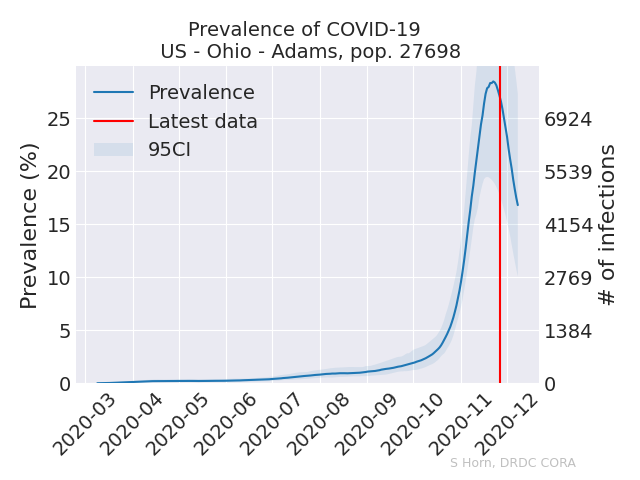 Prevalence of COVID-19
US - Ohio - Adams, pop. 27698
Prevalence
Latest data
95CI
Prevalence (%)
25
20
15
10
5
0
6924
5539
4154
2769
1384
0
# of infections
2020-03
2020-04
2020-05
2020-06
2020-07
2020-08
2020-09
2020-10
2020-11
2020-12
S Horn, DRDC CORA